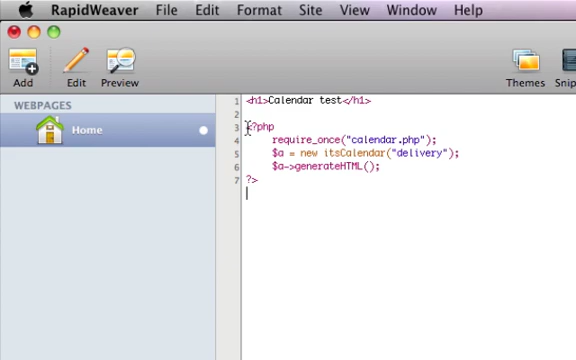 RapidWeaver File Edit Format Site View Window Help
Add Edit Preview Themes Snip
WEBPAGES
Home
1 <h1>Calendar test</h1>
2
3 <?php
4 require_once("calendar.php");
5 $a = new itsCalendar("delivery");
6 $a->generateHTML();
7 ?>